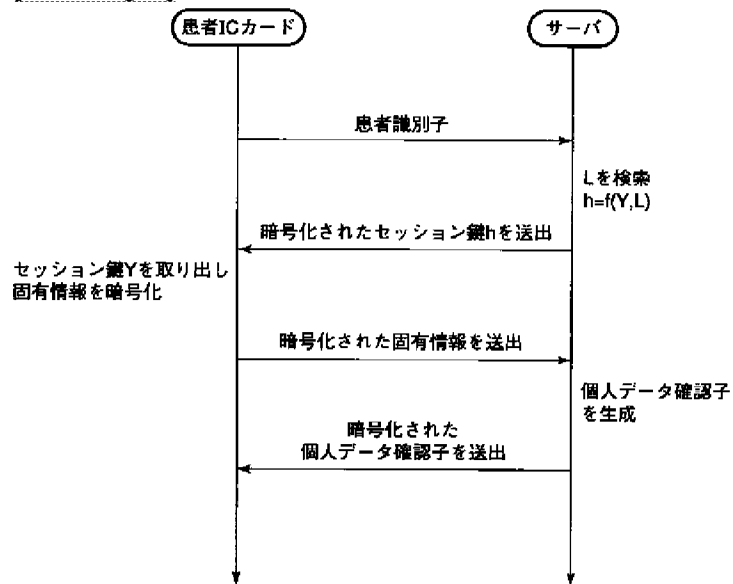 患者ICカード
サーバ
患者識別子
Lを検索
h=f(Y,L)
暗号化されたセッション鍵hを送出
セッション鍵Yを取り出し
固有情報を暗号化
暗号化された固有情報を送出
個人データ確認子
を生成
暗号化された
個人データ確認子を送出